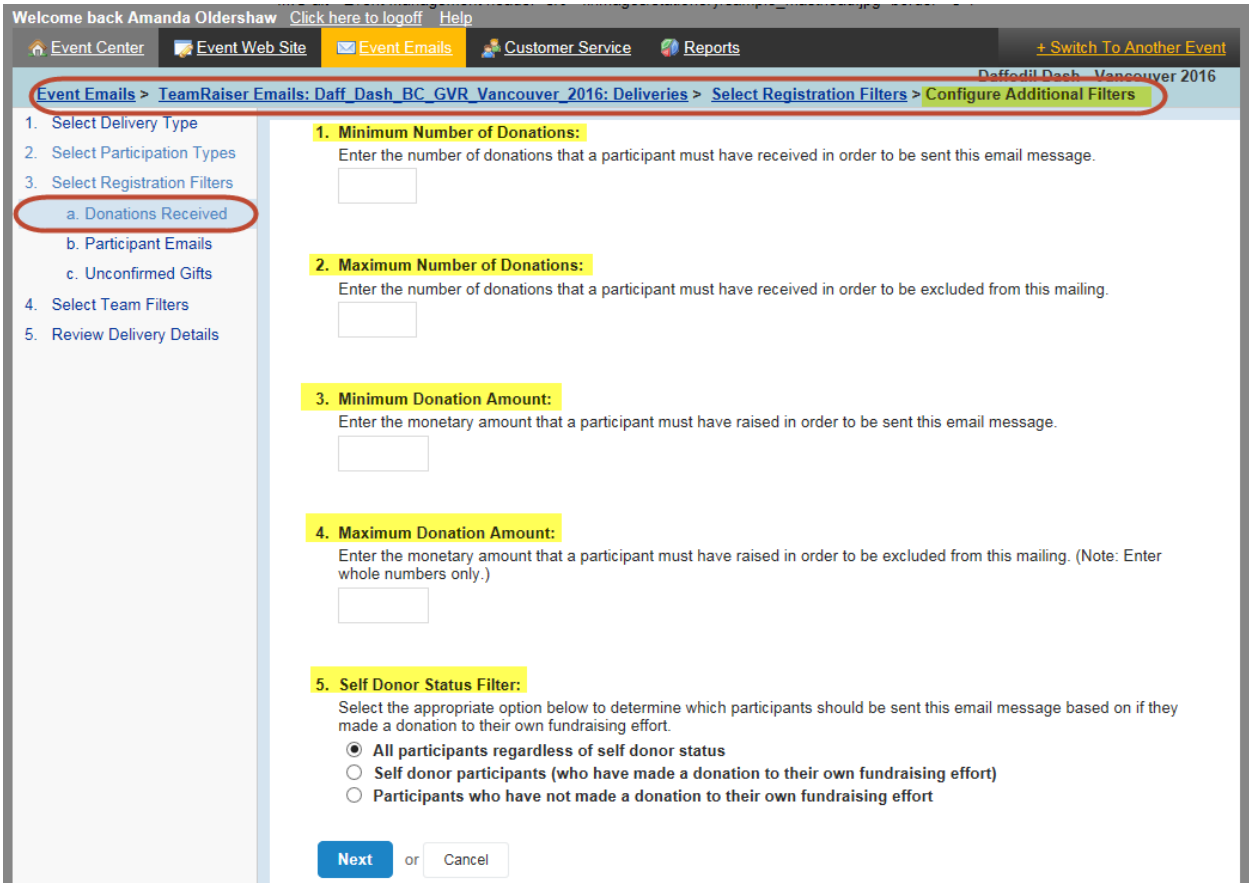 Welcome back Amanda Oldershaw Click here to logoff Help
Event Center Event Web Site Event Emails Customer Service Reports + Switch To Another Event
Daffodil Dash - Vancouver 2016
Event Emails > TeamRaiser Emails: Daff_Dash_BC_GVR_Vancouver_2016: Deliveries > Select Registration Filters > Configure Additional Filters
1. Select Delivery Type
2. Select Participation Types
3. Select Registration Filters
a. Donations Received
b. Participant Emails
c. Unconfirmed Gifts
4. Select Team Filters
5. Review Delivery Details
1. Minimum Number of Donations:
Enter the number of donations that a participant must have received in order to be sent this email message.
2. Maximum Number of Donations:
Enter the number of donations that a participant must have received in order to be excluded from this mailing.
3. Minimum Donation Amount:
Enter the monetary amount that a participant must have raised in order to be sent this email message.
4. Maximum Donation Amount:
Enter the monetary amount that a participant must have raised in order to be excluded from this mailing. (Note: Enter
whole numbers only.)
5. Self Donor Status Filter:
Select the appropriate option below to determine which participants should be sent this email message based on if they
made a donation to their own fundraising effort.
All participants regardless of self donor status
Self donor participants (who have made a donation to their own fundraising effort)
Participants who have not made a donation to their own fundraising effort
Next or Cancel